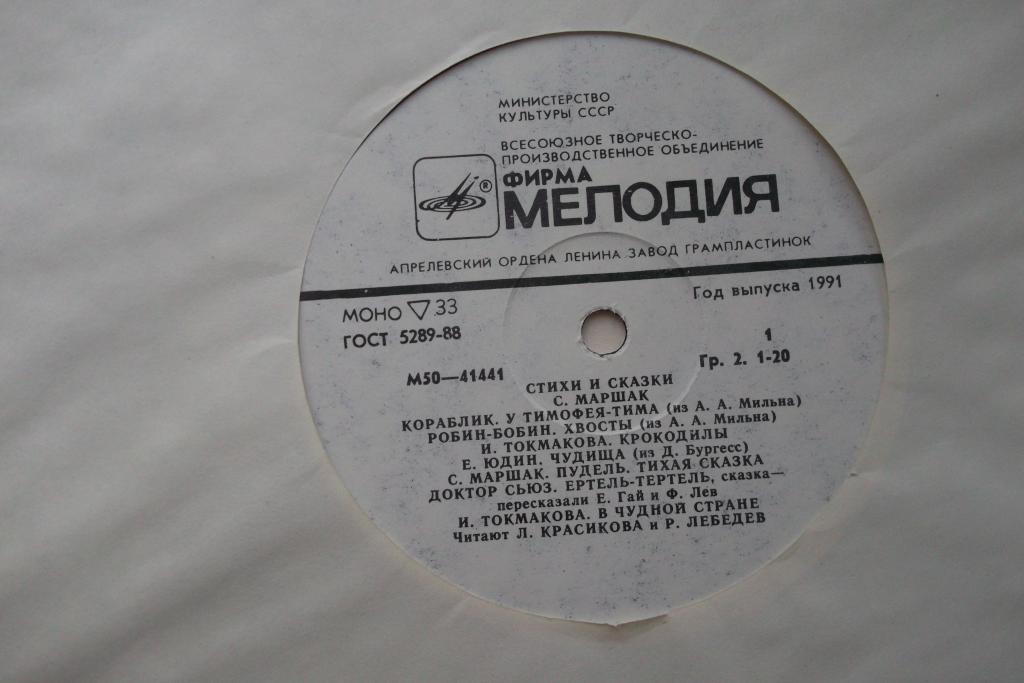 МИНИСТЕРСТВО
КУЛЬТУРЫ СССР
ВСЕСОЮЗНОЕ ТВОРЧЕСКО-
ПРОИЗВОДСТВЕННОЕ ОБЪЕДИНЕНИЕ
®
ФИРМА
МЕЛОДИЯ
АПРЕЛЕВСКИЙ ОРДЕНА ЛЕНИНА ЗАВОД ГРАМПЛАСТИНОК
МОНО ▽ 33
Год выпуска 1991
ГОСТ 5289-88
1
М50—41441
Гр. 2. 1-20
СТИХИ И СКАЗКИ
С. МАРШАК
КОРАБЛИК. У ТИМОФЕЯ-ТИМА (из А. А. Мильна)
РОБИН-БОБИН. ХВОСТЫ (из А. А. Мильна)
И. ТОКМАКОВА. КРОКОДИЛЫ
Е. ЮДИН. ЧУДИЩА (из Д. Бургесс)
С. МАРШАК. ПУДЕЛЬ. ТИХАЯ СКАЗКА
ДОКТОР СЬЮЗ. ЕРТЕЛЬ-ТЕРТЕЛЬ, сказка—
пересказали Е. Гай и Ф. Лев
И. ТОКМАКОВА. В ЧУДНОЙ СТРАНЕ
Читают Л. КРАСИКОВА и Р. ЛЕБЕДЕВ